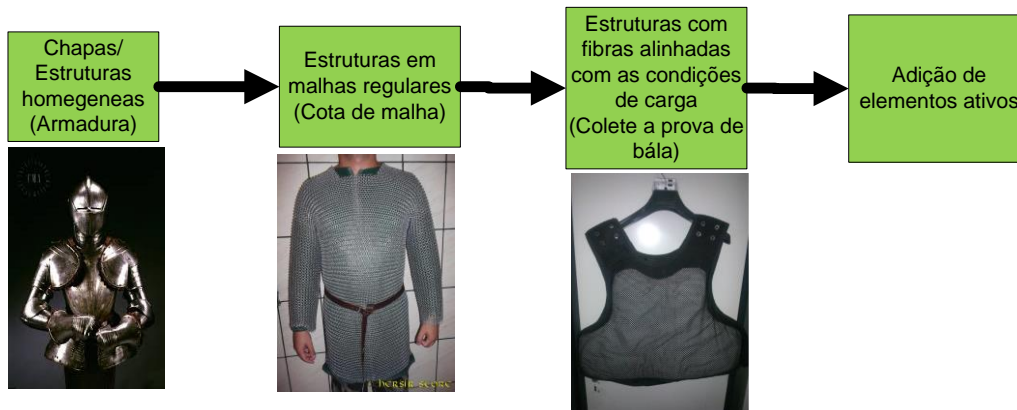 Chapas/
Estruturas
homegeneas
(Armadura)
Estruturas em
malhas regulares
(Cota de malha)
Estruturas com
fibras alinhadas
com as condições
de carga
(Colete a prova de
bála)
Adição de
elementos ativos